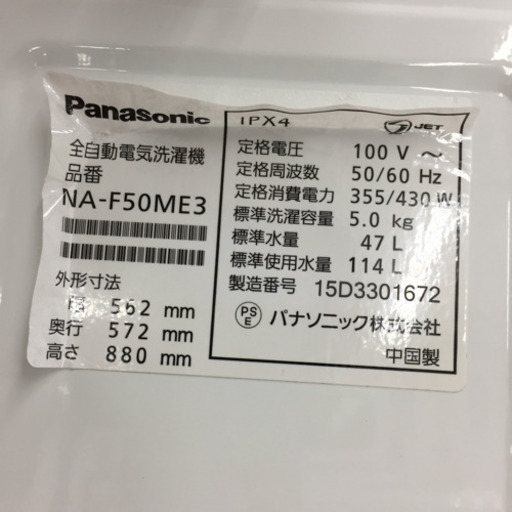 Panasonic
全自動電気洗濯機
品番
NA-F50ME3
外形寸法
幅 562 mm
奥行 572 mm
高さ 880 mm
IPX4
JET
定格電圧 100 V ～
定格周波数 50/60 Hz
定格消費電力 355/430 W
標準洗濯容量 5.0 kg
標準水量 47 L
標準使用水量 114 L
製造番号 15D3301672
PS
E
パナソニック株式会社
中国製